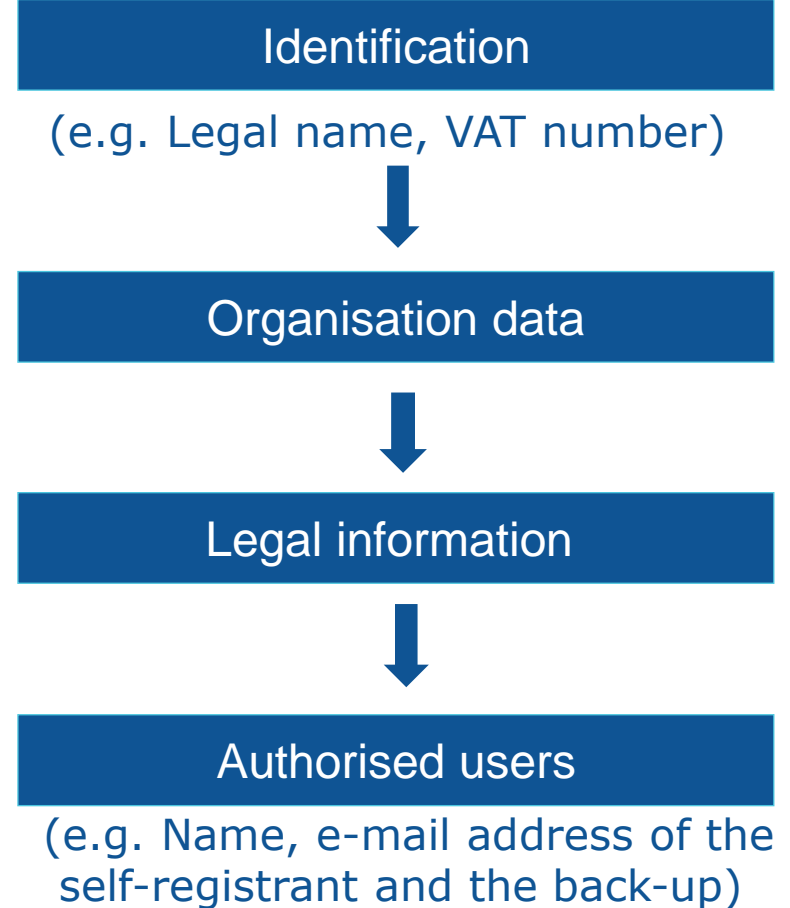 Identification
(e.g. Legal name, VAT number)
Organisation data
Legal information
Authorised users
(e.g. Name, e-mail address of the
self-registrant and the back-up)